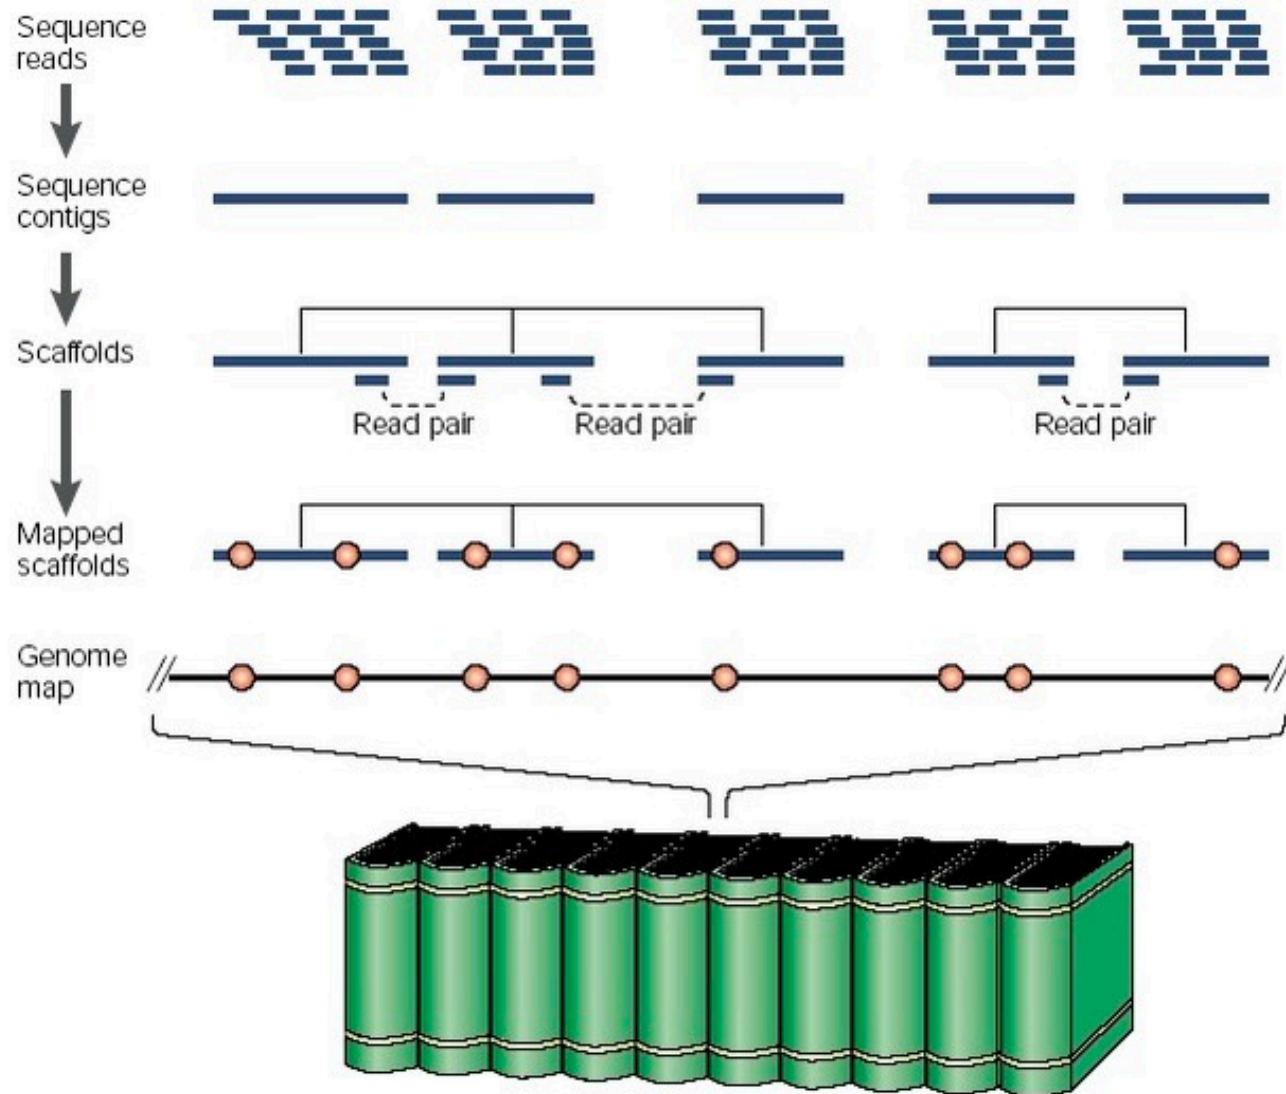 Sequence
reads
Sequence
contigs
Scaffolds
Read pair
Read pair
Read pair
Mapped
scaffolds
Genome
map